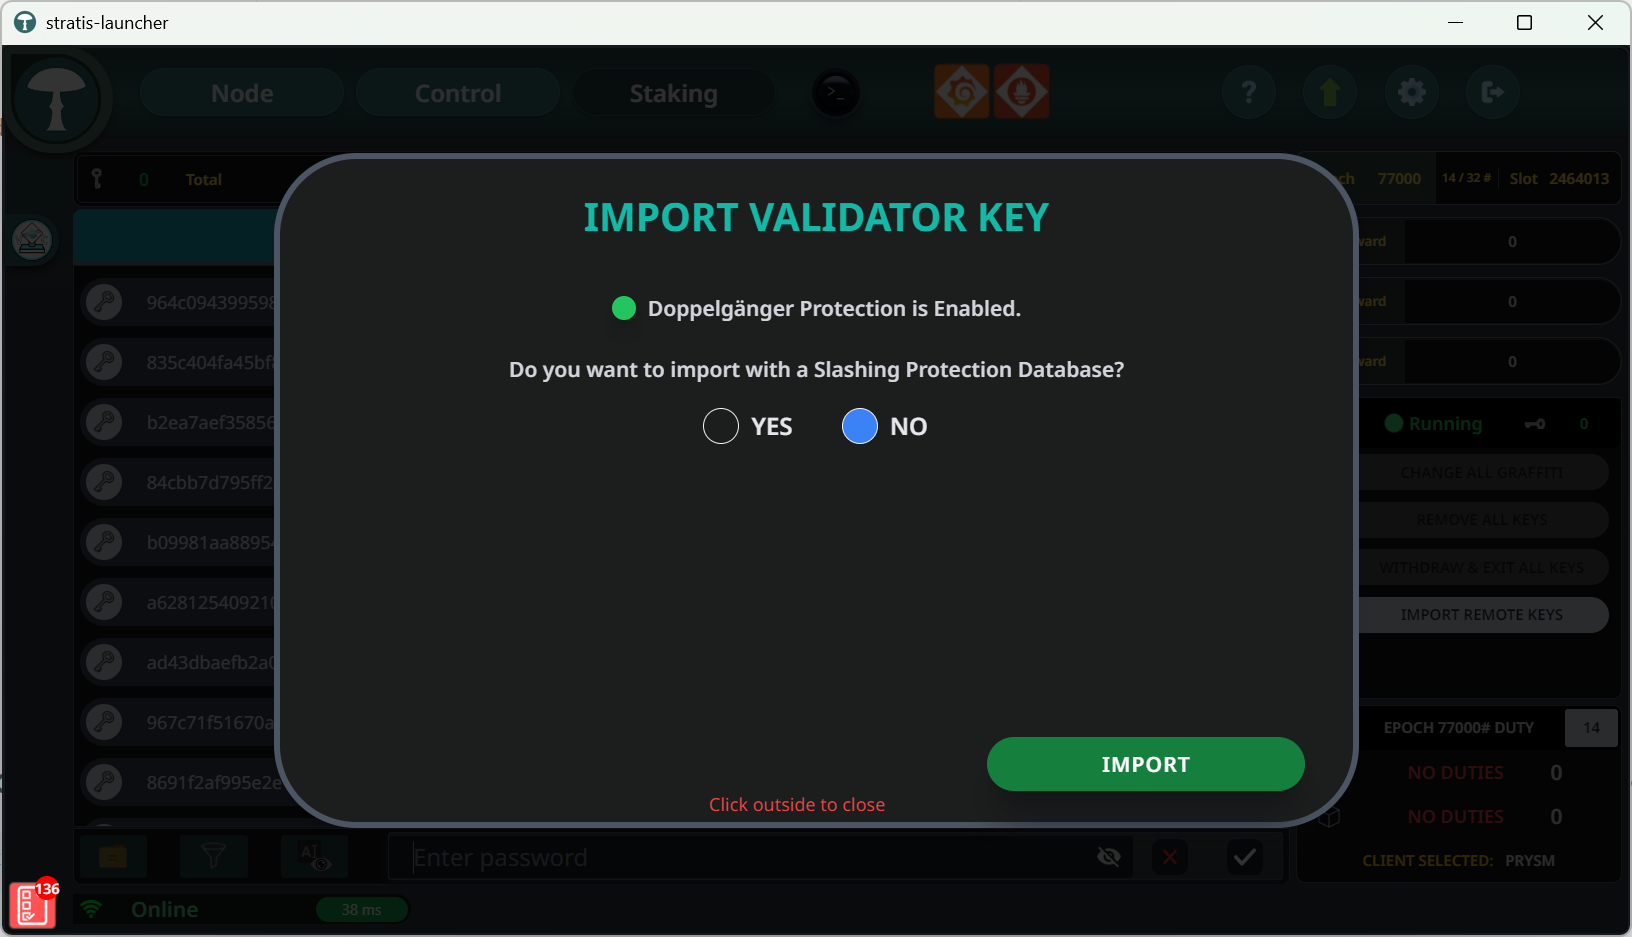 stratis-launcher
Node
Control
Staking
>_
?
0
Total
ch 77000
14 / 32 #
Slot 2464013
IMPORT VALIDATOR KEY
Doppelgänger Protection is Enabled.
Do you want to import with a Slashing Protection Database?
YES
NO
IMPORT
Click outside to close
964c094399598
835c404fa45bf
b2ea7aef35856
84cbb7d795ff2
b09981aa88954
a628125409210
ad43dbaefb2a0
967c71f51670a
8691f2af995e2e
ward 0
ward 0
ward 0
Running 0
CHANGE ALL GRAFFITI
REMOVE ALL KEYS
WITHDRAW & EXIT ALL KEYS
IMPORT REMOTE KEYS
EPOCH 77000# DUTY 14
NO DUTIES 0
NO DUTIES 0
CLIENT SELECTED: PRYSM
AI
Enter password
136
Online
38 ms